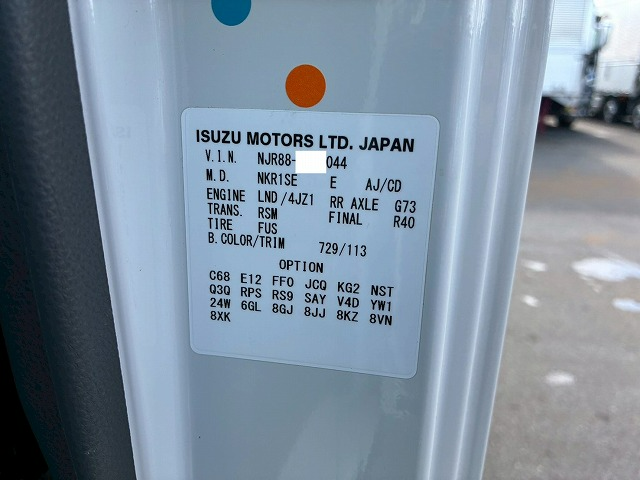 ISUZU MOTORS LTD. JAPAN
V.I.N. NJR88- 044
M.D. NKR1SE E AJ/CD
ENGINE LND/4JZ1 RR AXLE G73
TRANS. RSM FINAL R40
TIRE FUS
B.COLOR/TRIM 729/113
OPTION
C68 E12 FFO JCQ KG2 NST
Q3Q RPS RS9 SAY V4D YW1
24W 6GL 8GJ 8JJ 8KZ 8VN
8XK